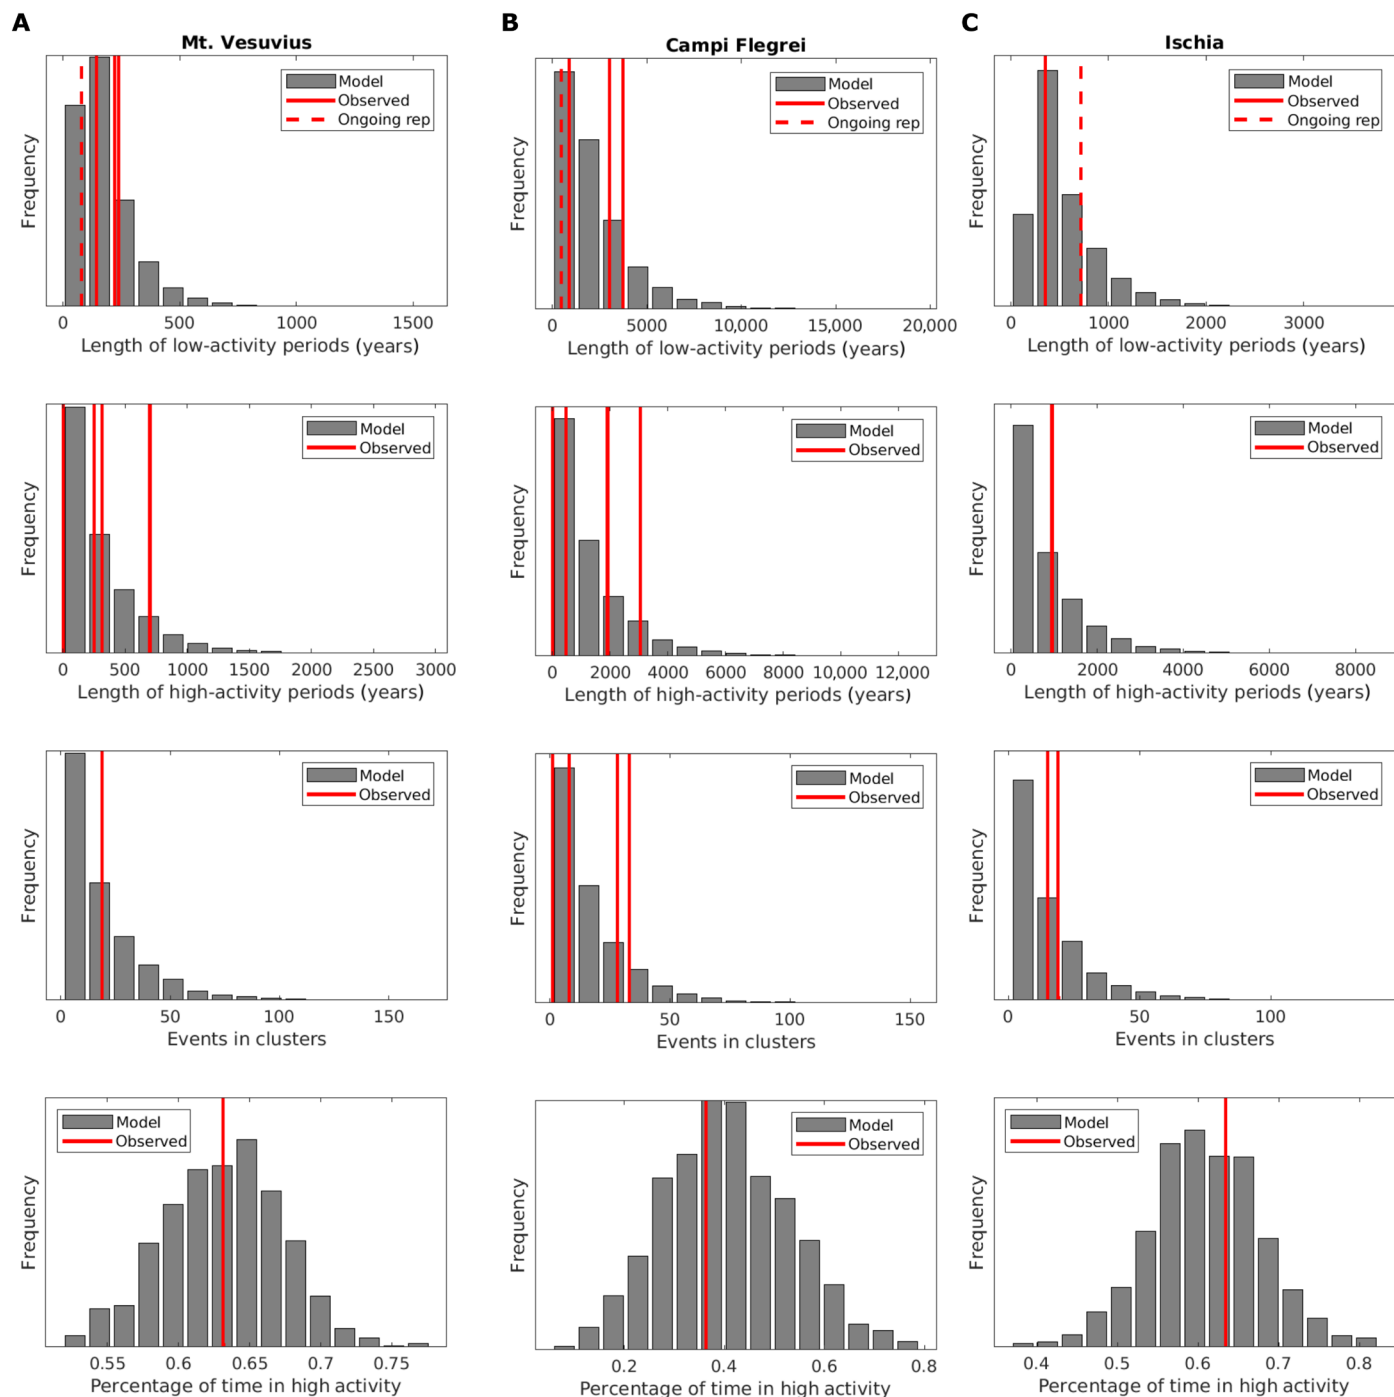 A
B
C
Mt. Vesuvius
Campi Flegrei
Ischia
Model
Observed
Ongoing rep
Frequency
0
500
1000
1500
Length of low-activity periods (years)
Model
Observed
Ongoing rep
Frequency
0
5000
10,000
15,000
20,000
Length of low-activity periods (years)
Model
Observed
Ongoing rep
Frequency
0
1000
2000
3000
Length of low-activity periods (years)
Model
Observed
Frequency
0
500
1000
1500
2000
2500
3000
Length of high-activity periods (years)
Model
Observed
Frequency
0
2000
4000
6000
8000
10,000
12,000
Length of high-activity periods (years)
Model
Observed
Frequency
0
2000
4000
6000
8000
Length of high-activity periods (years)
Model
Observed
Frequency
0
50
100
150
Events in clusters
Model
Observed
Frequency
0
50
100
150
Events in clusters
Model
Observed
Frequency
0
50
100
Events in clusters
Model
Observed
Frequency
0.55
0.6
0.65
0.7
0.75
Percentage of time in high activity
Model
Observed
Frequency
0.2
0.4
0.6
0.8
Percentage of time in high activity
Model
Observed
Frequency
0.4
0.5
0.6
0.7
0.8
Percentage of time in high activity